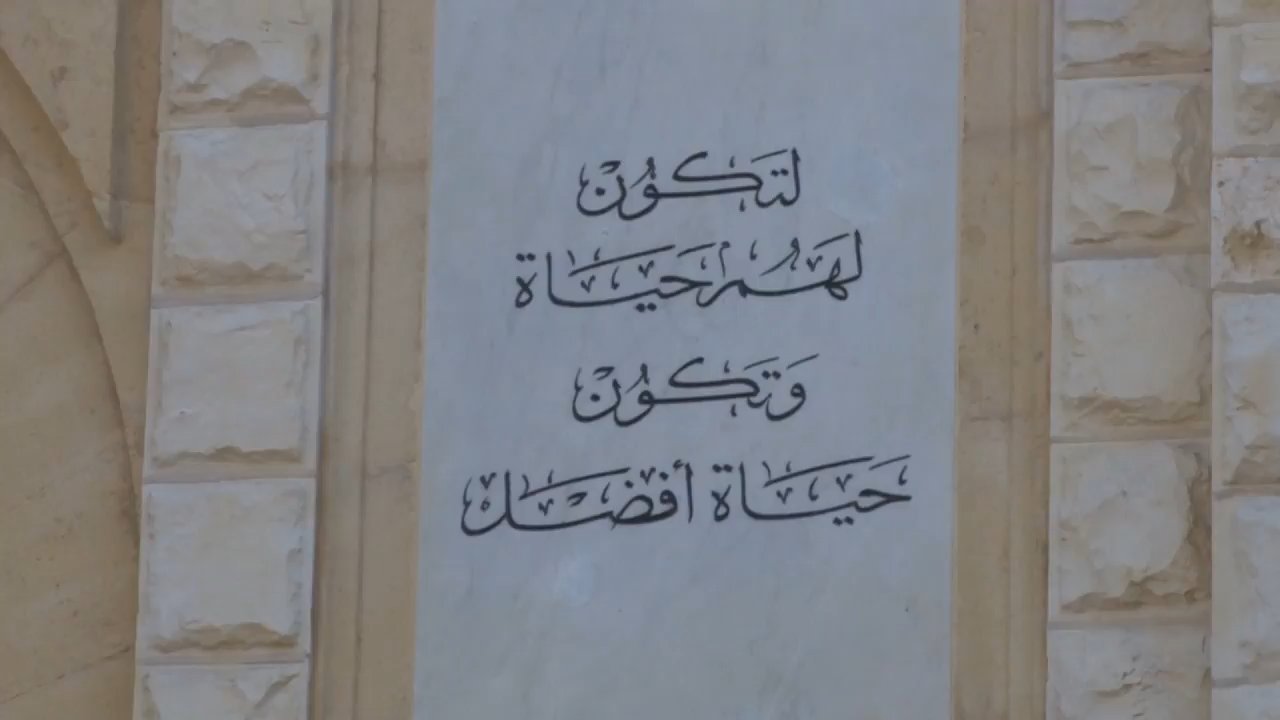 لتكون
لهم حياة
وتكون
حياة أفضل